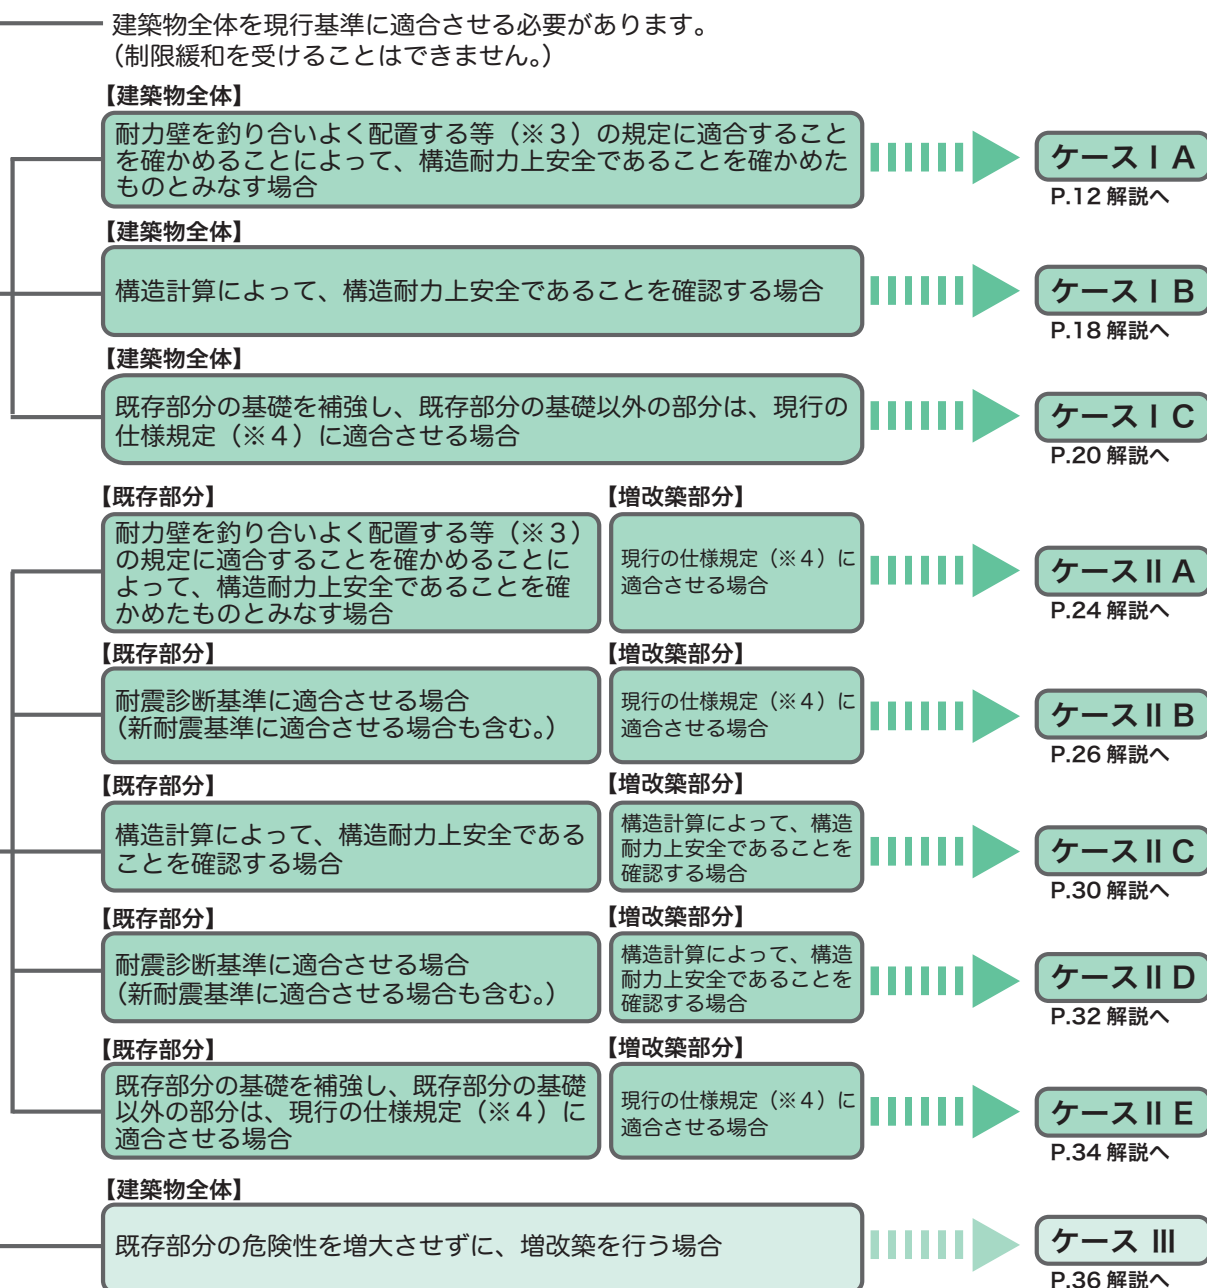 建築物全体を現行基準に適合させる必要があります。
（制限緩和を受けることはできません。）
【建築物全体】
耐力壁を釣り合いよく配置する等（※３）の規定に適合すること
を確かめることによって、構造耐力上安全であることを確かめた
ものとみなす場合
ケースⅠA
P.12 解説へ
【建築物全体】
構造計算によって、構造耐力上安全であることを確認する場合
ケースⅠB
P.18 解説へ
【建築物全体】
既存部分の基礎を補強し、既存部分の基礎以外の部分は、現行の
仕様規定（※４）に適合させる場合
ケースⅠC
P.20 解説へ
【既存部分】
耐力壁を釣り合いよく配置する等（※３）
の規定に適合することを確かめることに
よって、構造耐力上安全であることを確
かめたものとみなす場合
【増改築部分】
現行の仕様規定（※４）に
適合させる場合
ケースⅡA
P.24 解説へ
【既存部分】
耐震診断基準に適合させる場合
（新耐震基準に適合させる場合も含む。）
【増改築部分】
現行の仕様規定（※４）に
適合させる場合
ケースⅡB
P.26 解説へ
【既存部分】
構造計算によって、構造耐力上安全である
ことを確認する場合
【増改築部分】
構造計算によって、構造
耐力上安全であることを
確認する場合
ケースⅡC
P.30 解説へ
【既存部分】
耐震診断基準に適合させる場合
（新耐震基準に適合させる場合も含む。）
【増改築部分】
構造計算によって、構造
耐力上安全であることを
確認する場合
ケースⅡD
P.32 解説へ
【既存部分】
既存部分の基礎を補強し、既存部分の基礎
以外の部分は、現行の仕様規定（※４）に
適合させる場合
【増改築部分】
現行の仕様規定（※４）に
適合させる場合
ケースⅡE
P.34 解説へ
【建築物全体】
既存部分の危険性を増大させずに、増改築を行う場合
ケース Ⅲ
P.36 解説へ